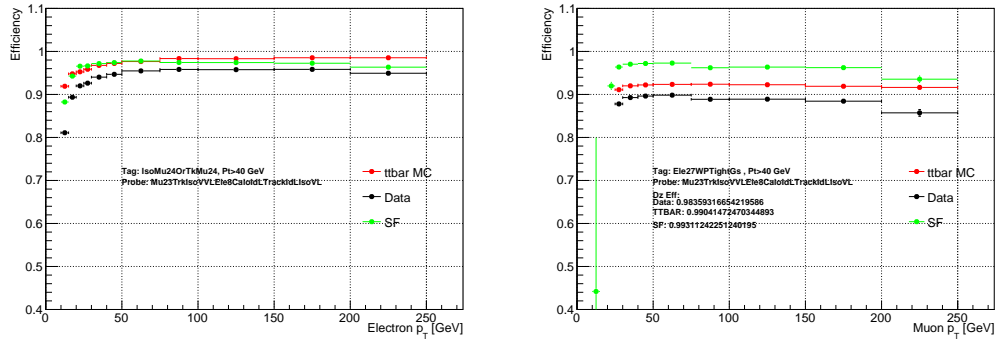 Efficiency
1.1
1
0.9
0.8
0.7
0.6
0.5
0.4
0
50
100
150
200
250
Electron p_T [GeV]
Tag: IsoMu24OrTkMu24, Pt>40 GeV
Probe: Mu23TrkIsoVVLEle8CaloIdLTrackIdLIsoVL
ttbar MC
Data
SF
Efficiency
1.1
1
0.9
0.8
0.7
0.6
0.5
0.4
0
50
100
150
200
250
Muon p_T [GeV]
Tag: Ele27WPTightGs , Pt>40 GeV
Probe: Mu23TrkIsoVVLEle8CaloIdLTrackIdLIsoVL
Dz Eff:
Data: 0.98359316654219586
TTBAR: 0.99041472470344893
SF: 0.99311242251240195
ttbar MC
Data
SF